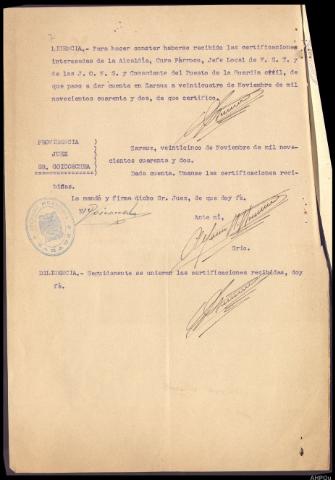 LIGENCIA.- Para hacer constar haberse recibido las certificaciones
interesadas de la Alcaldía, Cura Párroco, Jefe Local de F. E. T. y
de las J. O. N. S. y Comandante del Puesto de la Guardia civil, de
que paso a dar cuenta en Zarauz a veinticuatro de Noviembre de mil
novecientos cuarenta y dos, de que certifico.
PROVIDENCIA
JUEZ
SR. GOICOECHEA
Zarauz, veinticinco de Noviembre de mil nove-
cientos cuarenta y dos.
Dada cuenta. Unanse las certificaciones reci-
bidas.
Lo mandó y firma dicho Sr. Juez, de que doy fé.
Ante mi,
Srio.
DILIGENCIA.- Seguidamente se unieron las certificaciones recibidas, doy
fé.
AHPOu